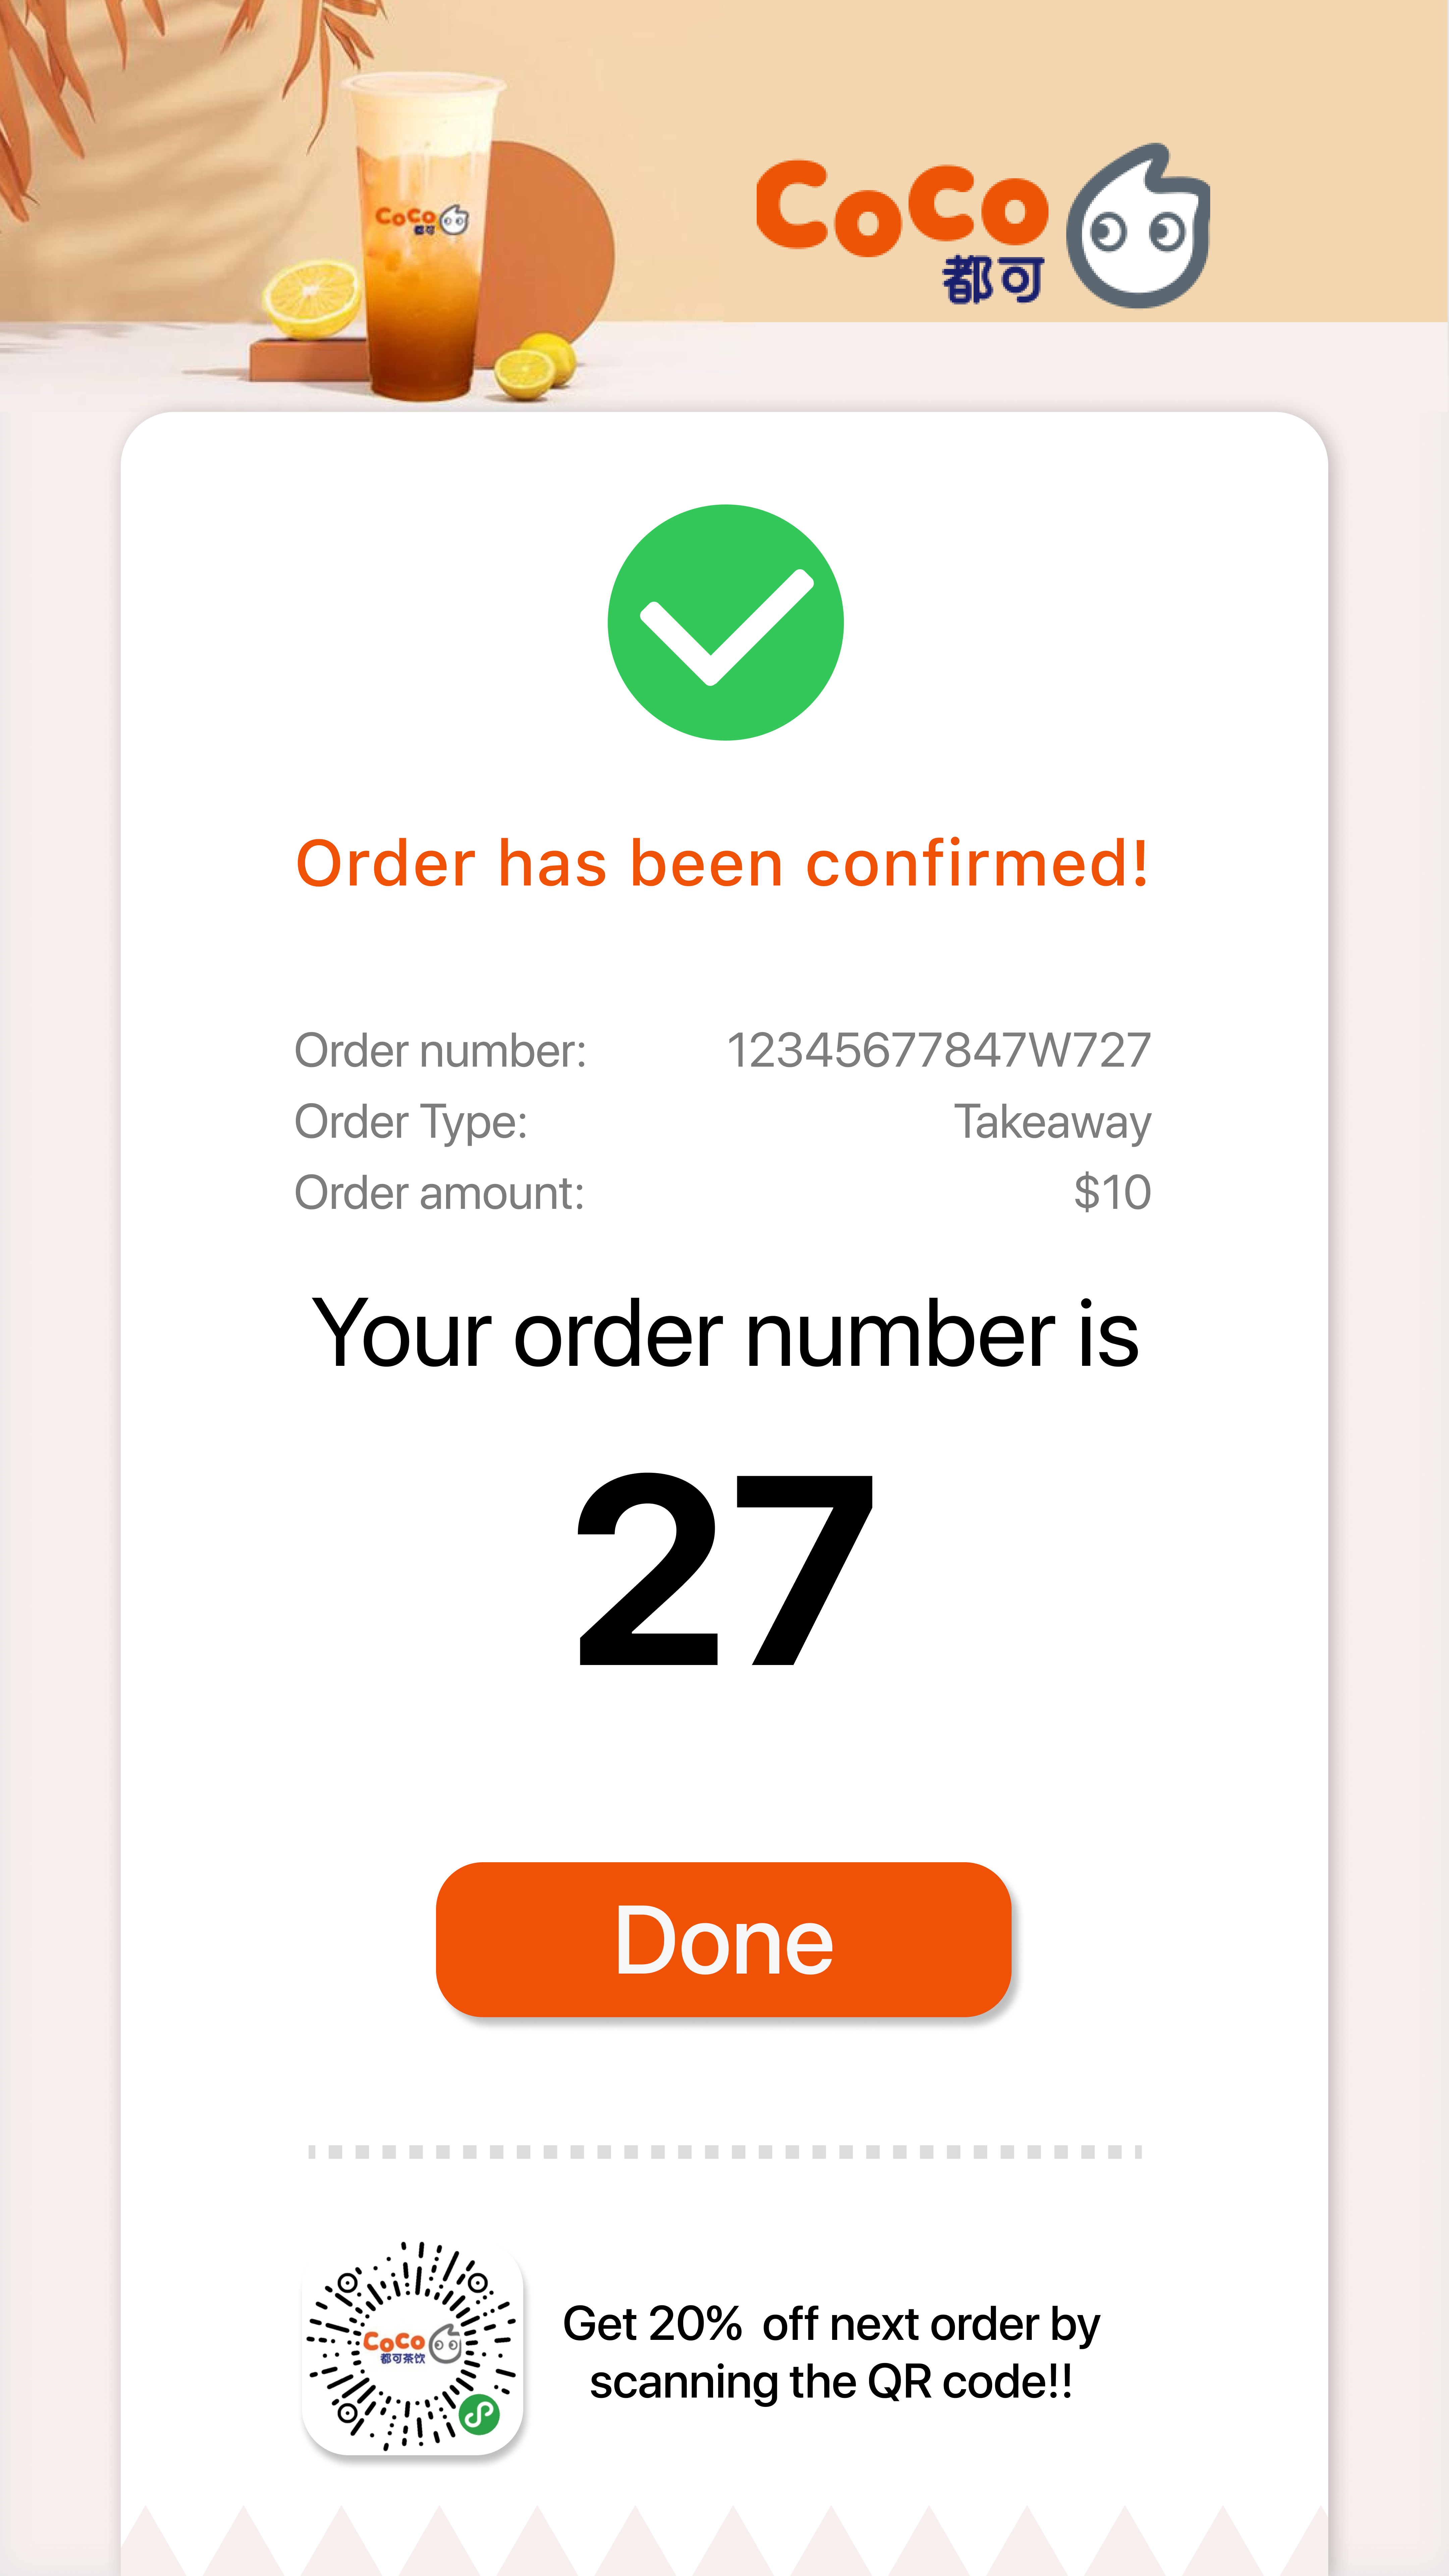 CoCo
都可
CoCo
都可
Order has been confirmed!
Order number: 12345677847W727
Order Type: Takeaway
Order amount: $10
Your order number is
27
Done
CoCo
都可茶饮
Get 20% off next order by
scanning the QR code!!